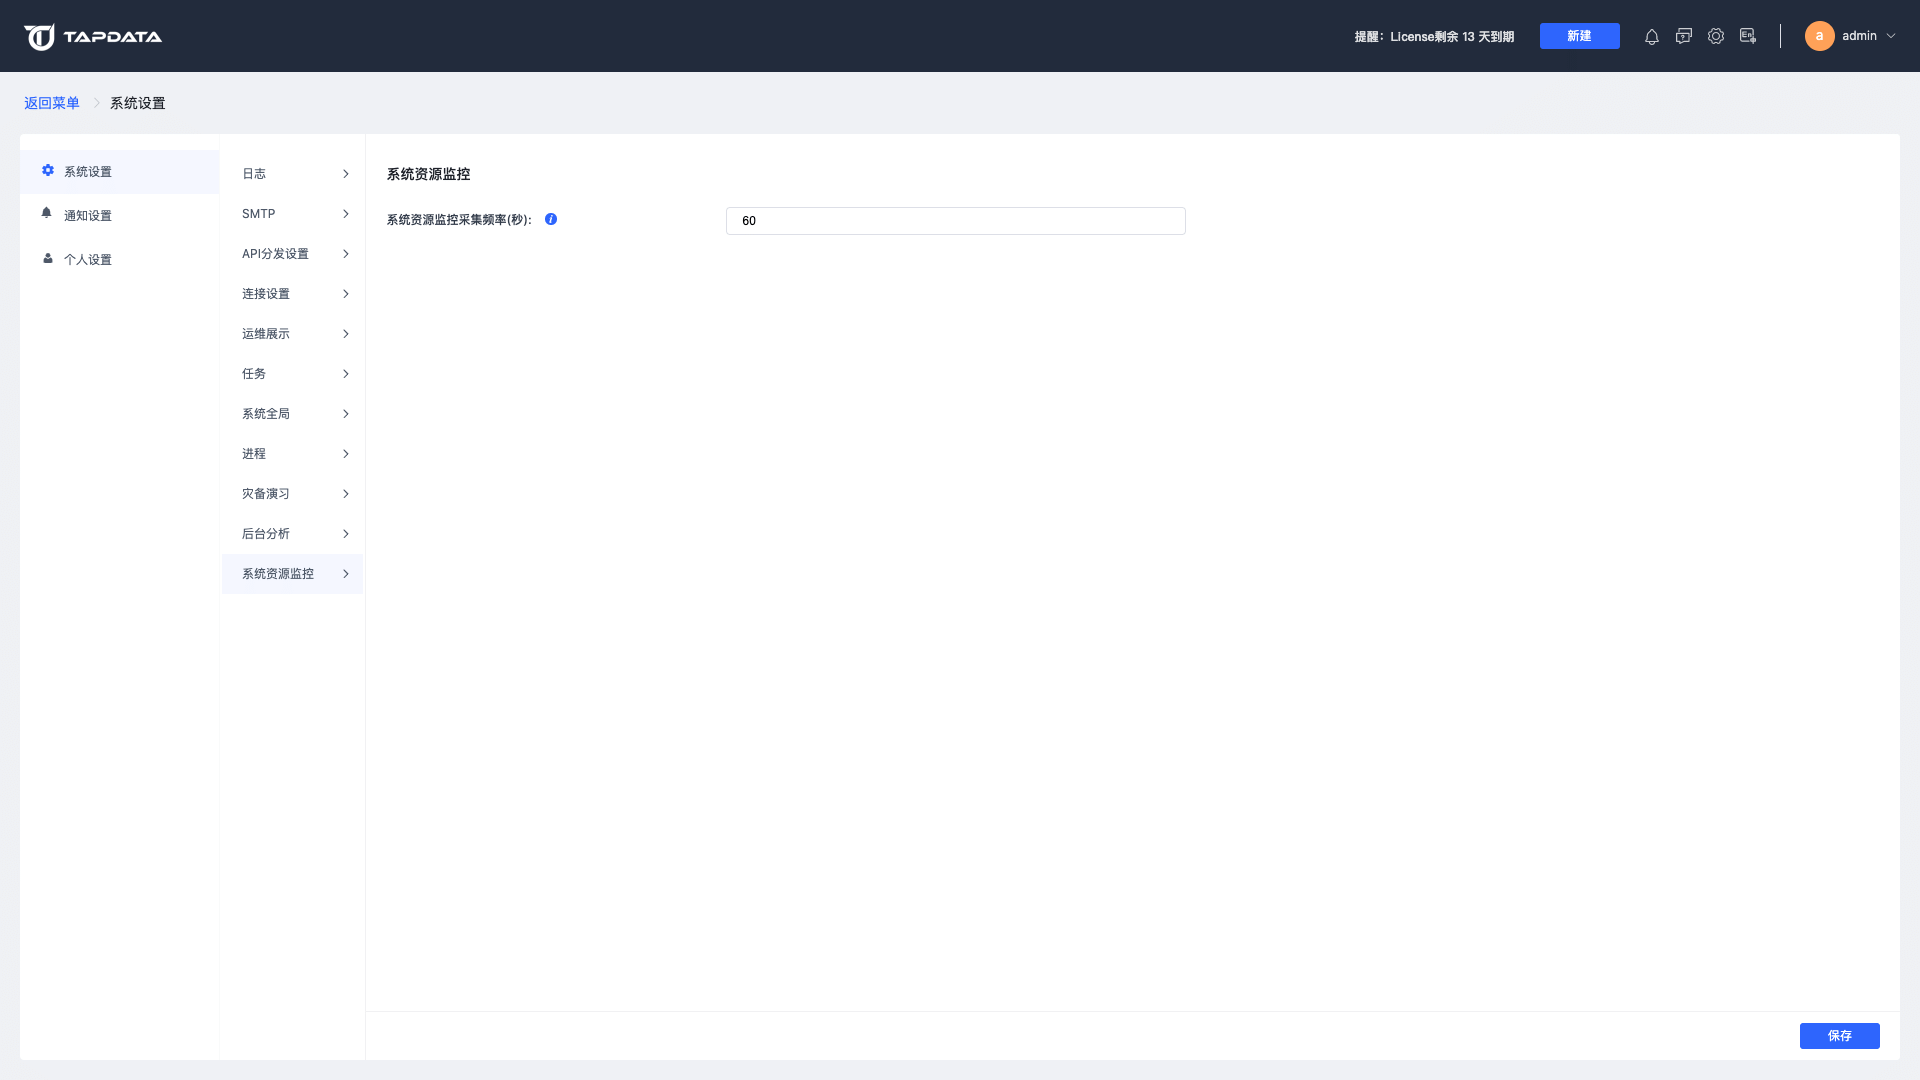 TAPDATA
提醒：License剩余 13 天到期
新建
En中
a
admin
返回菜单
系统设置
系统设置
通知设置
个人设置
日志
SMTP
API分发设置
连接设置
运维展示
任务
系统全局
进程
灾备演习
后台分析
系统资源监控
系统资源监控
系统资源监控采集频率(秒):
60
保存